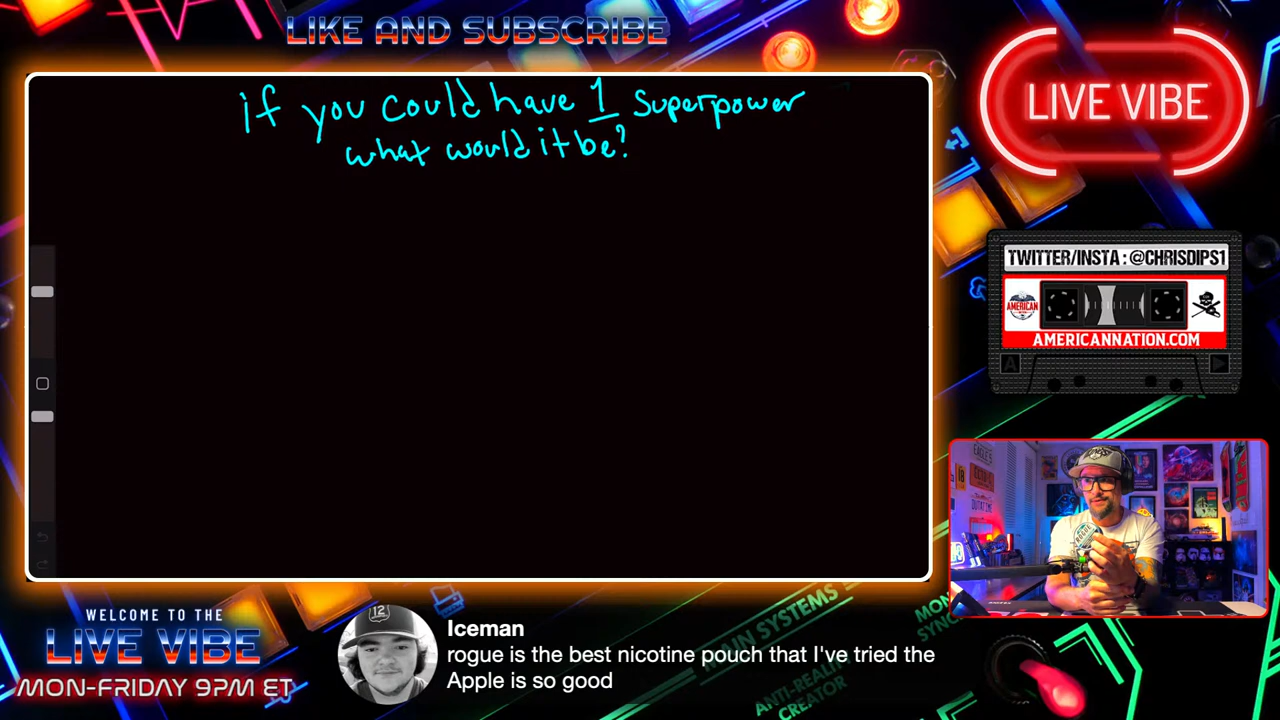 LIKE AND SUBSCRIBE
if you could have 1 superpower
what would it be?
LIVE VIBE
TWITTER/INSTA : @CHRISDIPS1
AMERICAN
AMERICANNATION.COM
A
WELCOME TO THE
LIVE VIBE
MON-FRIDAY 9PM ET
12
Iceman
rogue is the best nicotine pouch that I've tried the
Apple is so good